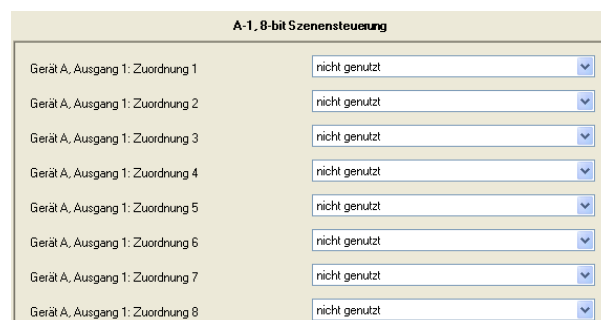 A-1, 8-bit Szenensteuerung
Gerät A, Ausgang 1: Zuordnung 1 nicht genutzt
Gerät A, Ausgang 1: Zuordnung 2 nicht genutzt
Gerät A, Ausgang 1: Zuordnung 3 nicht genutzt
Gerät A, Ausgang 1: Zuordnung 4 nicht genutzt
Gerät A, Ausgang 1: Zuordnung 5 nicht genutzt
Gerät A, Ausgang 1: Zuordnung 6 nicht genutzt
Gerät A, Ausgang 1: Zuordnung 7 nicht genutzt
Gerät A, Ausgang 1: Zuordnung 8 nicht genutzt